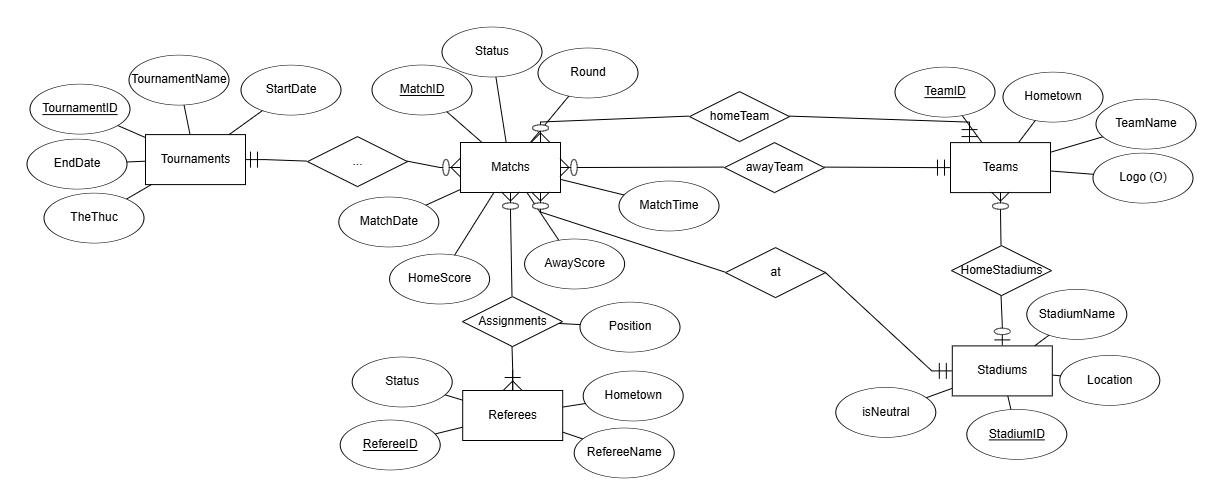 Status
Round
TournamentName
StartDate
MatchID
TeamID
Hometown
TournamentID
homeTeam
TeamName
EndDate
Tournaments
...
Matchs
awayTeam
Teams
Logo (O)
TheThuc
MatchDate
MatchTime
HomeScore
AwayScore
at
HomeStadiums
Assignments
Position
StadiumName
Status
Stadiums
Location
Referees
Hometown
isNeutral
RefereeID
RefereeName
StadiumID